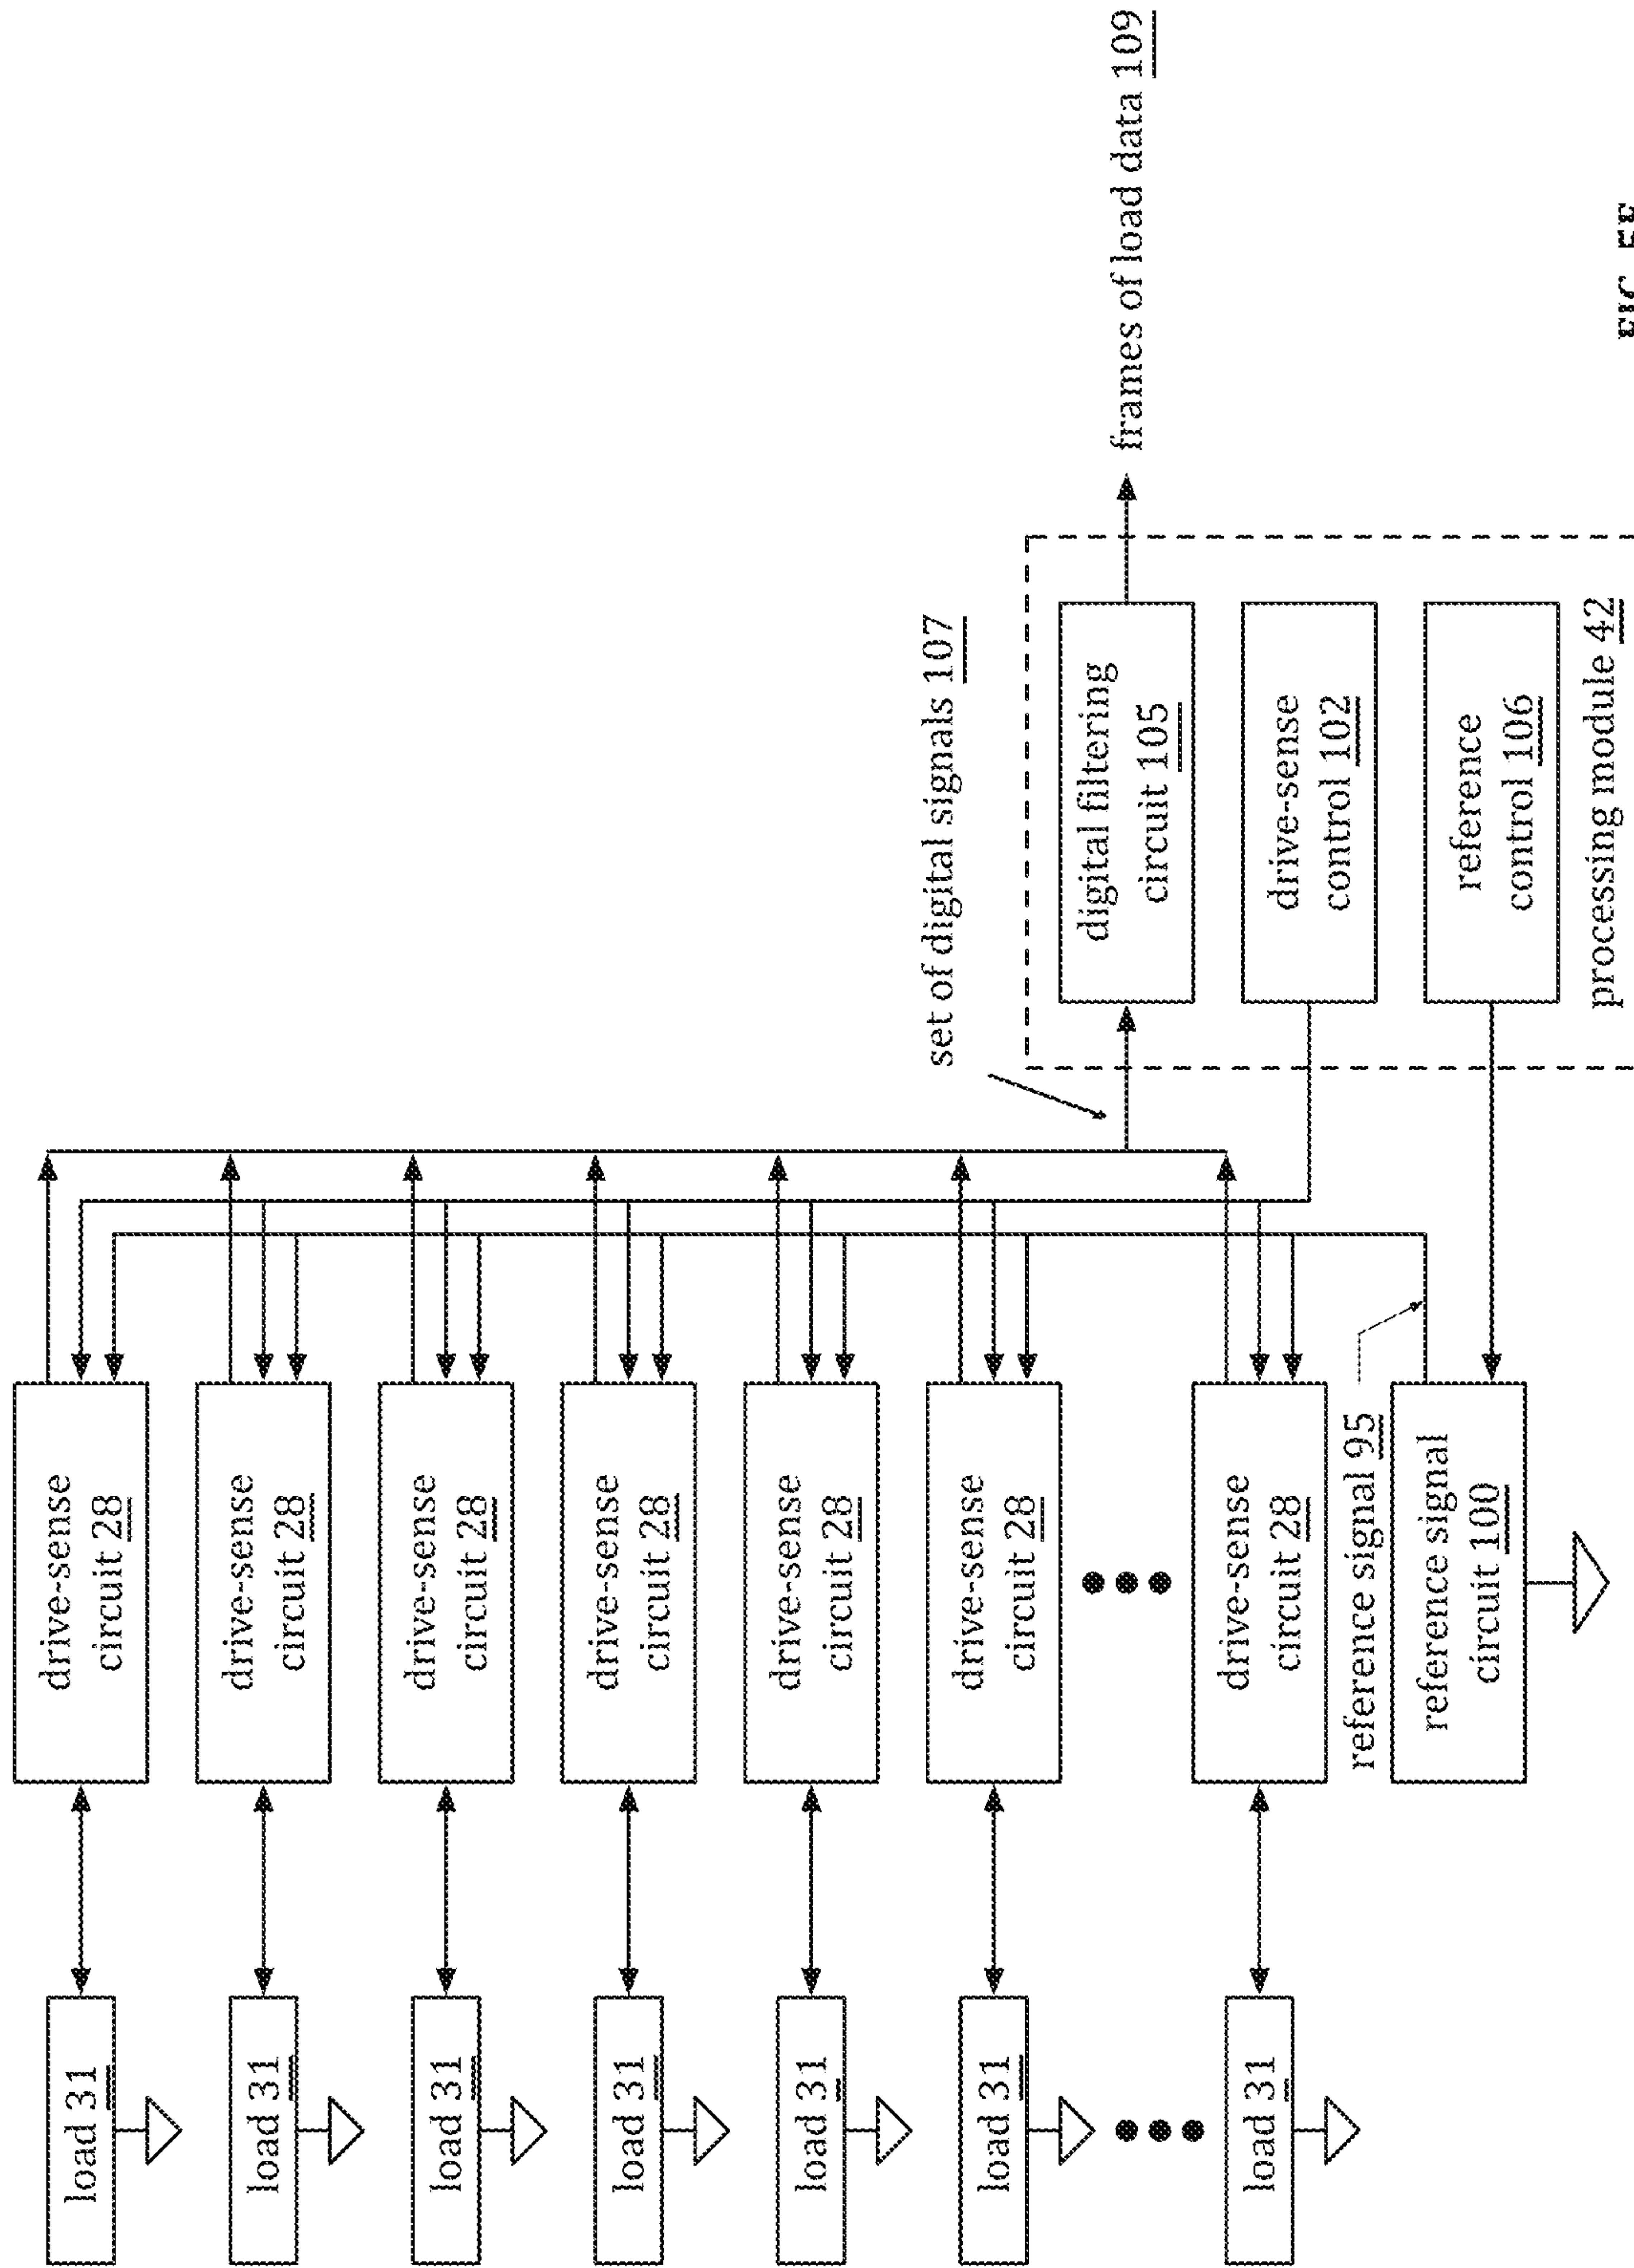 load 31
drive-sense
circuit 28
load 31
drive-sense
circuit 28
load 31
drive-sense
circuit 28
load 31
drive-sense
circuit 28
load 31
drive-sense
circuit 28
load 31
drive-sense
circuit 28
set of digital signals 107
digital filtering
circuit 105
frames of load data 109
load 31
drive-sense
circuit 28
drive-sense
control 102
reference signal 95
reference signal
circuit 100
reference
control 106
processing module 42